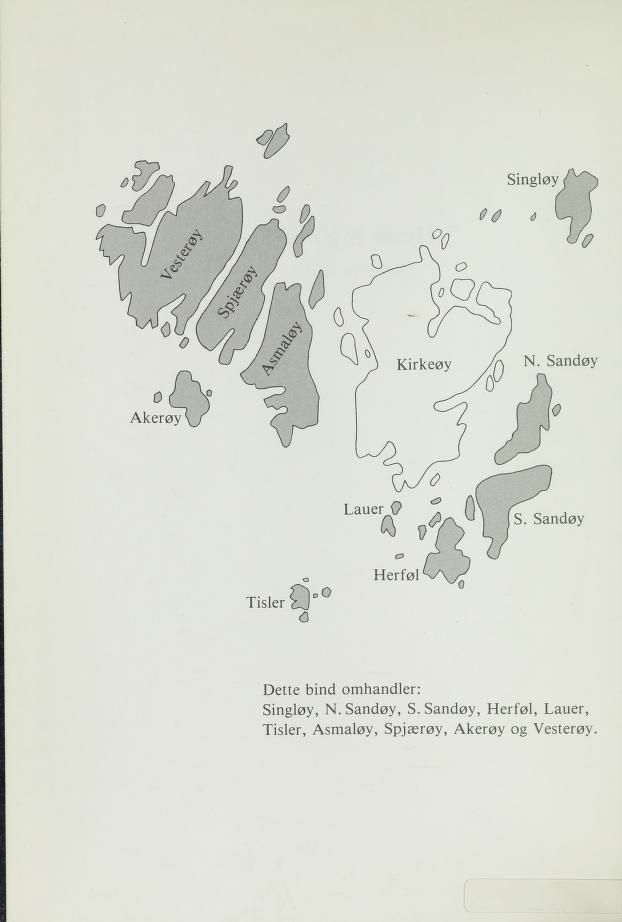 Singløy
Vesterøy
Spjærøy
Asmaløy
Kirkeøy
N. Sandøy
Akerøy
Lauer
S. Sandøy
Herføl
Tisler
Dette bind omhandler:
Singløy, N. Sandøy, S. Sandøy, Herføl, Lauer,
Tisler, Asmaløy, Spjærøy, Akerøy og Vesterøy.